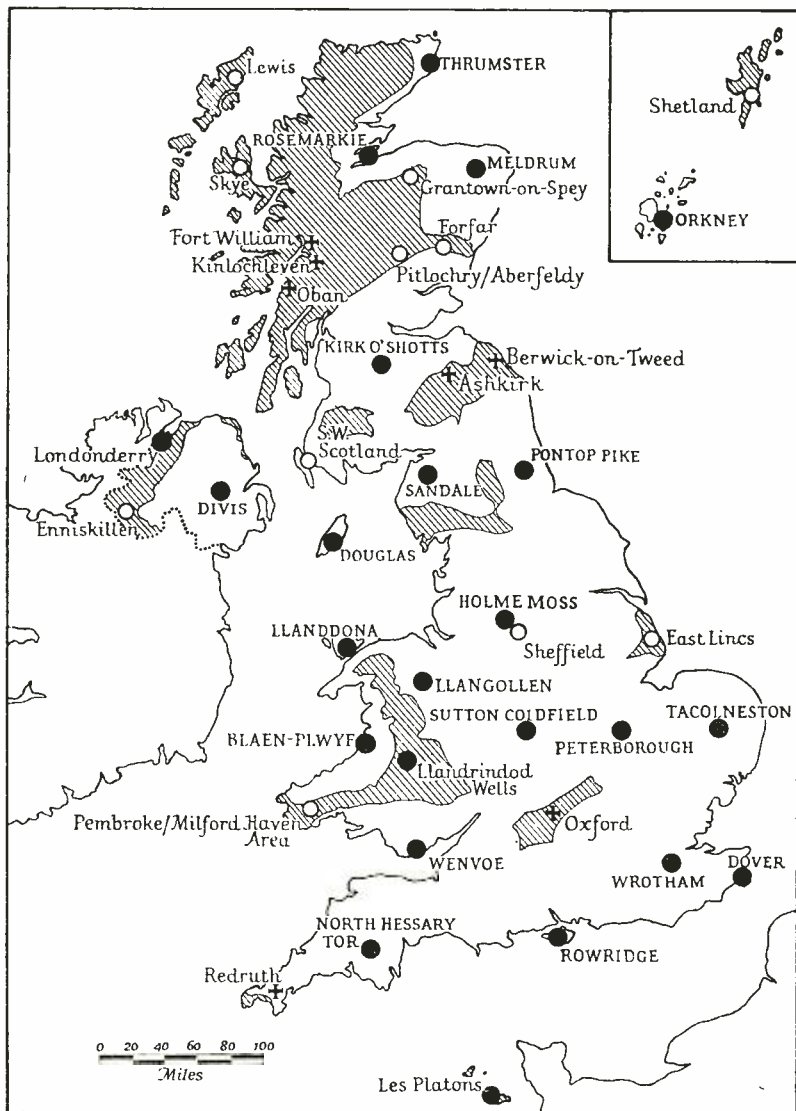 Lewis
THRUMSTER
Shetland
ROSEMARKIE
MELDRUM
Skye
Grantown-on-Spey
ORKNEY
Fort William
Forfar
Kinlochleven
Pitlochry/Aberfeldy
Oban
KIRK O'SHOTTS
Berwick-on-Tweed
Ashkirk
S.W.
Scotland
Londonderry
PONTOP PIKE
SANDALE
DIVIS
Enniskillen
DOUGLAS
HOLME MOSS
LLANDDONA
Sheffield
East Lincs
LLANGOLLEN
SUTTON COLDFIELD
TACOLNESTON
BLAEN-PLWYF
PETERBOROUGH
Llandrindod
Wells
Pembroke/Milford Haven
Area
Oxford
WENVOE
WROTHAM
DOVER
NORTH HESSARY
TOR
ROWRIDGE
Redruth
0 20 40 60 80 100
Miles
Les Platons